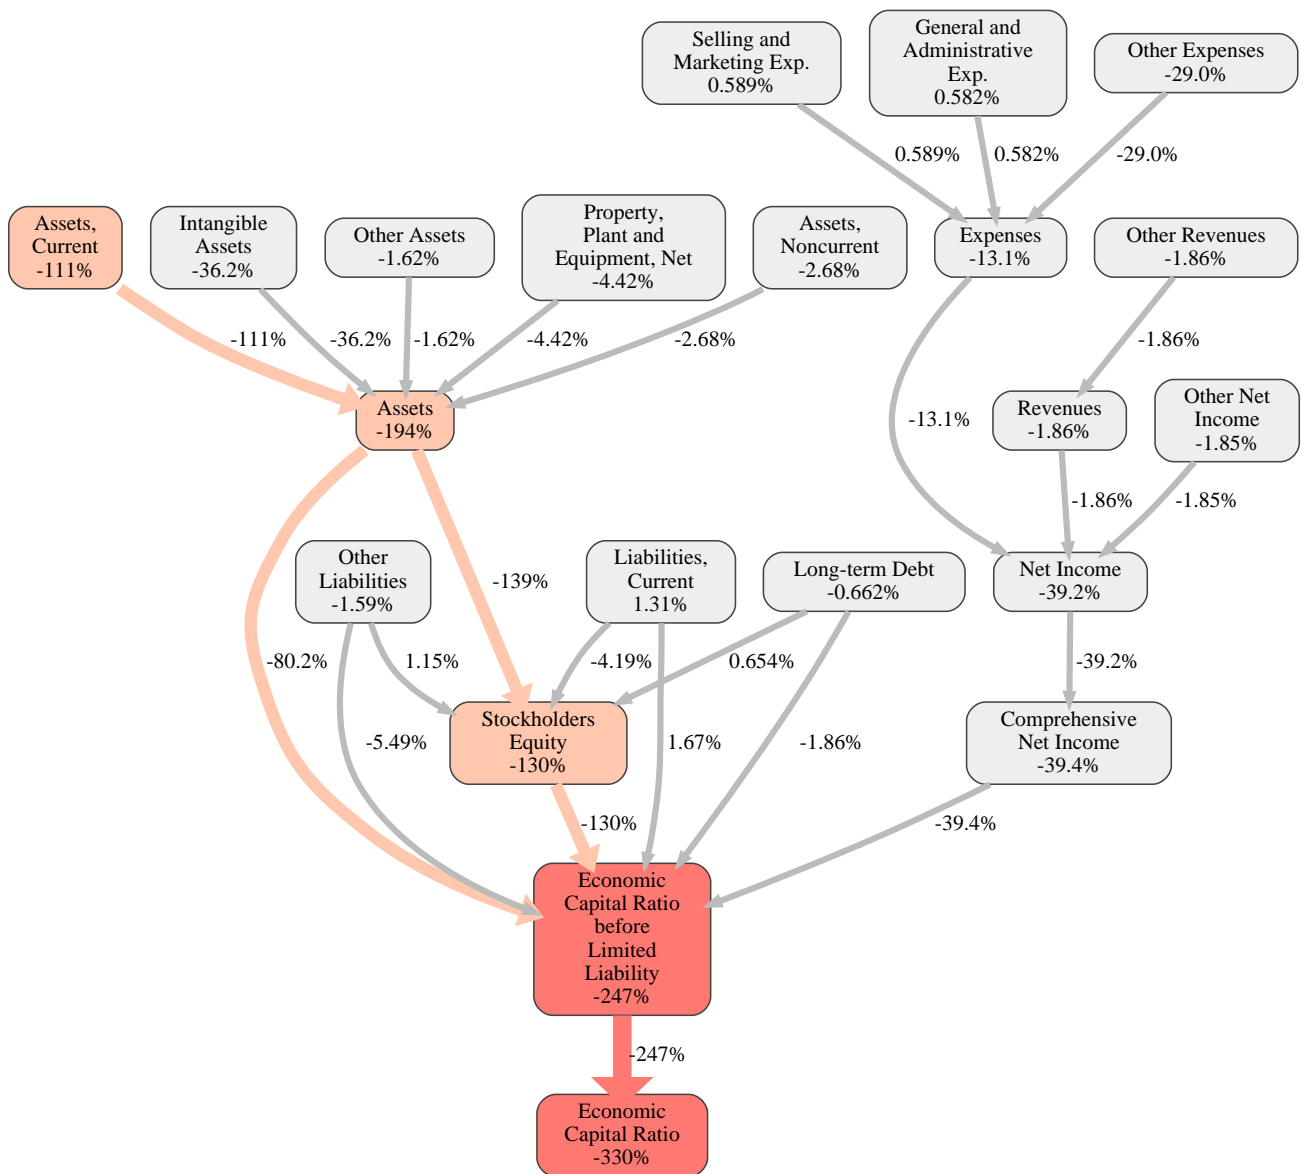 Selling and
Marketing Exp.
0.589%
General and
Administrative
Exp.
0.582%
Other Expenses
-29.0%
0.589%
0.582%
-29.0%
Assets,
Current
-111%
Intangible
Assets
-36.2%
Other Assets
-1.62%
Property,
Plant and
Equipment, Net
-4.42%
Assets,
Noncurrent
-2.68%
Expenses
-13.1%
Other Revenues
-1.86%
-111%
-36.2%
-1.62%
-4.42%
-2.68%
-1.86%
Assets
-194%
-13.1%
Revenues
-1.86%
Other Net
Income
-1.85%
-1.86%
-1.85%
Other
Liabilities
-1.59%
-139%
Liabilities,
Current
1.31%
Long-term Debt
-0.662%
Net Income
-39.2%
-80.2%
1.15%
-4.19%
0.654%
-39.2%
-5.49%
Stockholders
Equity
-130%
1.67%
-1.86%
Comprehensive
Net Income
-39.4%
-130%
-39.4%
Economic
Capital Ratio
before
Limited
Liability
-247%
-247%
Economic
Capital Ratio
-330%